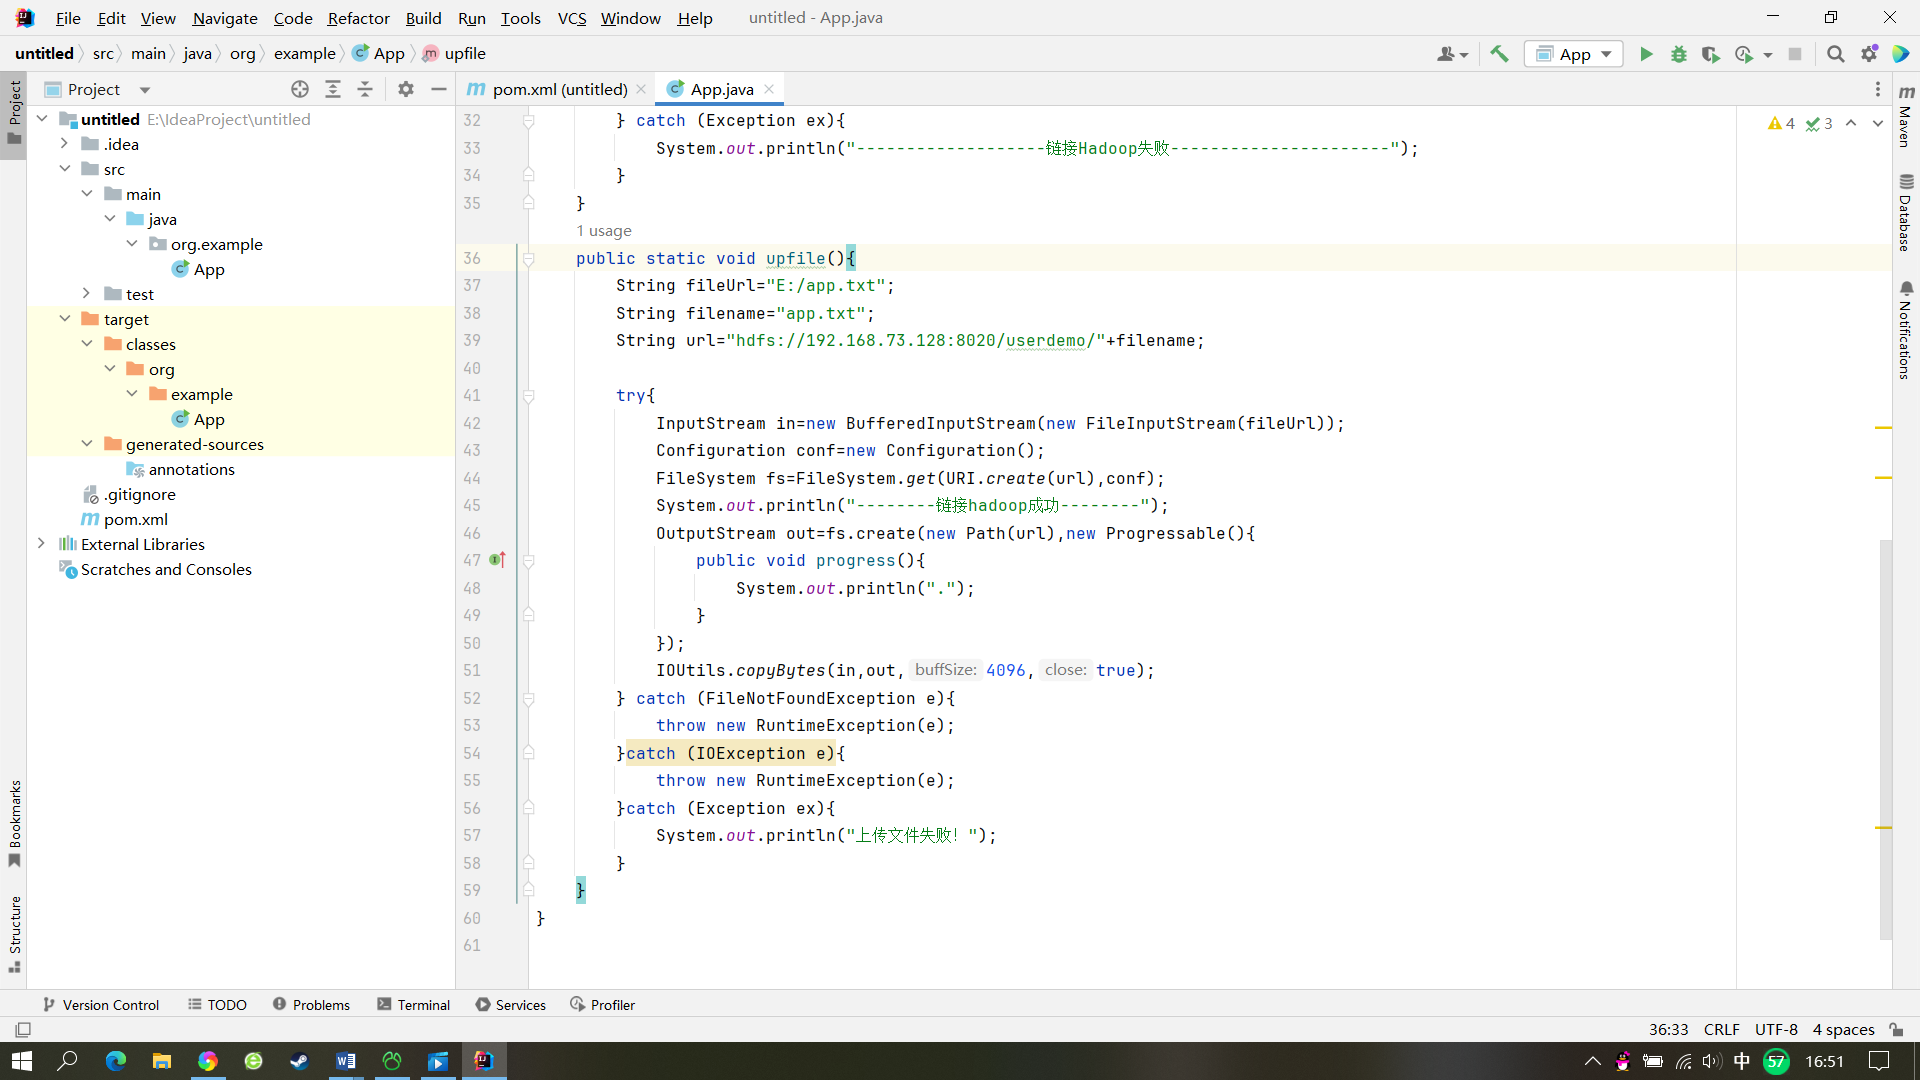 File Edit View Navigate Code Refactor Build Run Tools VCS Window Help untitled - App.java
untitled src main java org example App upfile
App
Project
pom.xml (untitled) App.java
untitled E:\IdeaProject\untitled
.idea
src
main
java
org.example
App
test
target
classes
org
example
App
generated-sources
annotations
.gitignore
pom.xml
External Libraries
Scratches and Consoles
Project
Bookmarks
Structure
4 3
32 } catch (Exception ex){
33 System.out.println("-------------------链接Hadoop失败----------------------");
34 }
35 }
1 usage
36 public static void upfile(){
37 String fileUrl="E:/app.txt";
38 String filename="app.txt";
39 String url="hdfs://192.168.73.128:8020/userdemo/"+filename;
40
41 try{
42 InputStream in=new BufferedInputStream(new FileInputStream(fileUrl));
43 Configuration conf=new Configuration();
44 FileSystem fs=FileSystem.get(URI.create(url),conf);
45 System.out.println("--------链接hadoop成功--------");
46 OutputStream out=fs.create(new Path(url),new Progressable(){
47 public void progress(){
48 System.out.println(".");
49 }
50 });
51 IOUtils.copyBytes(in,out, buffSize: 4096, close: true);
52 } catch (FileNotFoundException e){
53 throw new RuntimeException(e);
54 }catch (IOException e){
55 throw new RuntimeException(e);
56 }catch (Exception ex){
57 System.out.println("上传文件失败！");
58 }
59 }
60 }
61
Maven
Database
Notifications
Version Control TODO Problems Terminal Services Profiler
36:33 CRLF UTF-8 4 spaces
中 57 16:51